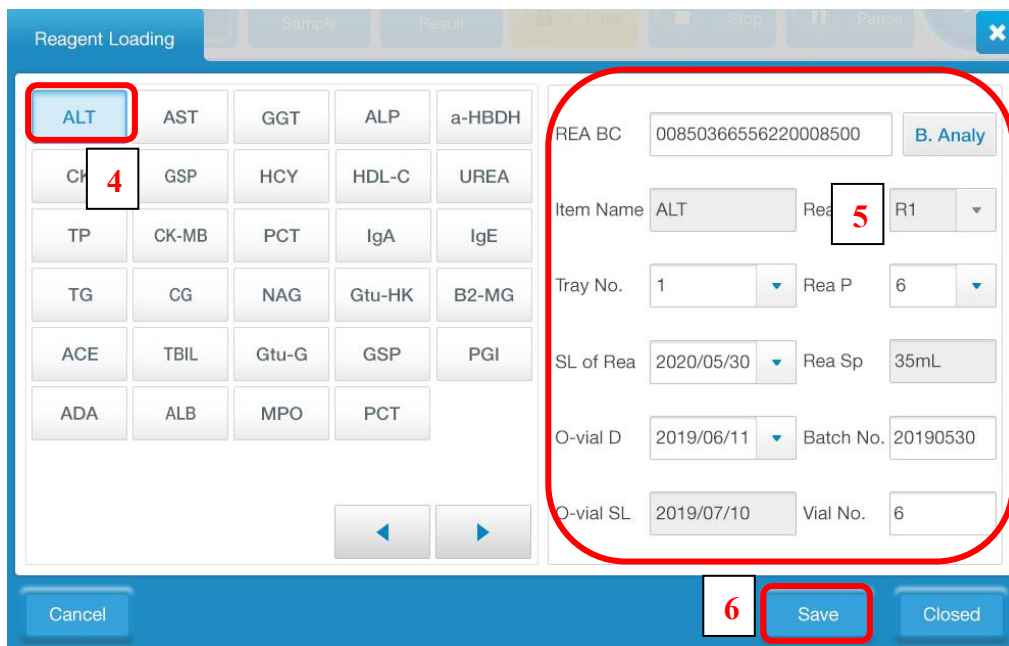 Sample Result Lock Stop Pause
Reagent Loading
ALT AST GGT ALP a-HBDH
4
CK GSP HCY HDL-C UREA
TP CK-MB PCT IgA IgE
TG CG NAG Gtu-HK B2-MG
ACE TBIL Gtu-G GSP PGI
ADA ALB MPO PCT
REA BC 00850366556220008500 B. Analy
5
Item Name ALT Rea R1
Tray No. 1 Rea P 6
SL of Rea 2020/05/30 Rea Sp 35mL
O-vial D 2019/06/11 Batch No. 20190530
O-vial SL 2019/07/10 Vial No. 6
Cancel 6 Save Closed